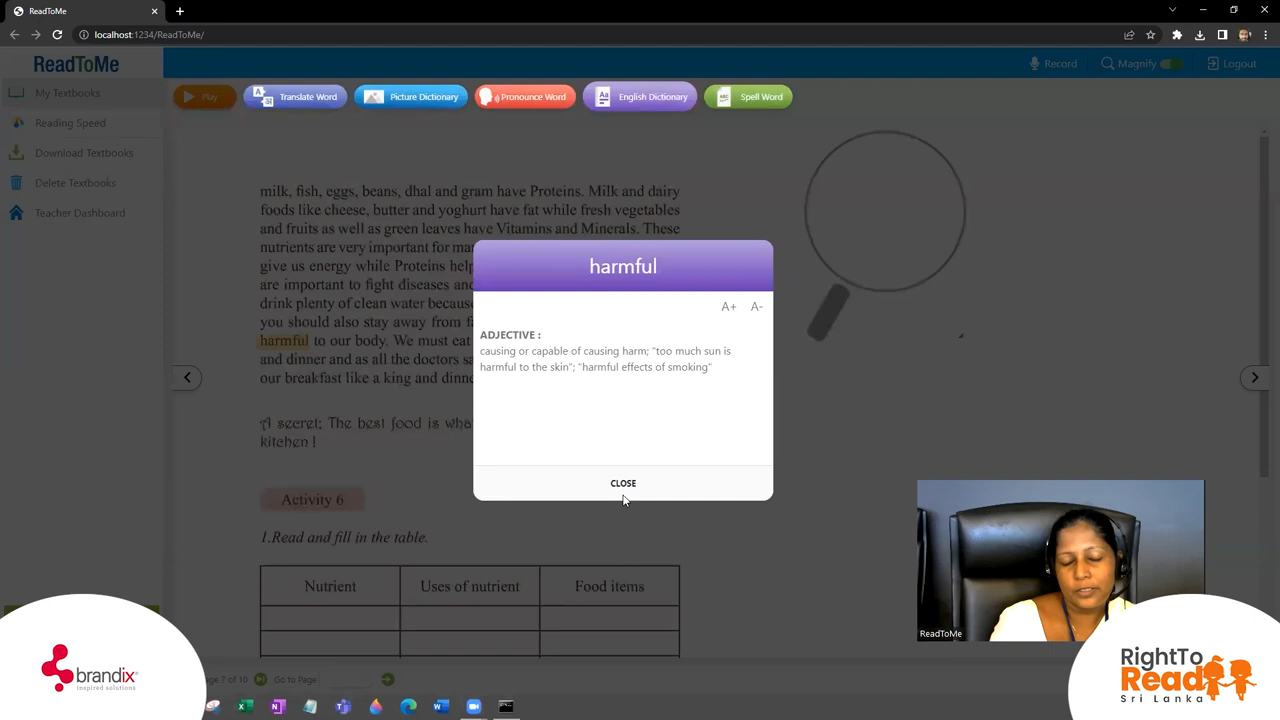 ReadToMe
localhost:1234/ReadToMe/
ReadToMe
Record
Magnify
Logout
My Textbooks
Reading Speed
Download Textbooks
Delete Textbooks
Teacher Dashboard
Play
Translate Word
Picture Dictionary
Pronounce Word
English Dictionary
Spell Word
milk, fish, eggs, beans, dhal and gram have Proteins. Milk and dairy
foods like cheese, butter and yoghurt have fat while fresh vegetables
and fruits as well as green leaves have Vitamins and Minerals. These
nutrients are very important for
give us energy while Proteins help
are important to fight diseases and
drink plenty of clean water because
you should also stay away from
harmful to our body. We must eat
and dinner and as all the doctors
our breakfast like a king and
A secret; The best food is
kitchen !
harmful
A+ A-
ADJECTIVE :
causing or capable of causing harm; "too much sun is
harmful to the skin"; "harmful effects of smoking"
CLOSE
Activity 6
1.Read and fill in the table.
Nutrient
Uses of nutrient
Food items
7 of 10
Go to Page
ReadToMe
brandix
inspired solutions
RightTo
Read
Sri Lanka